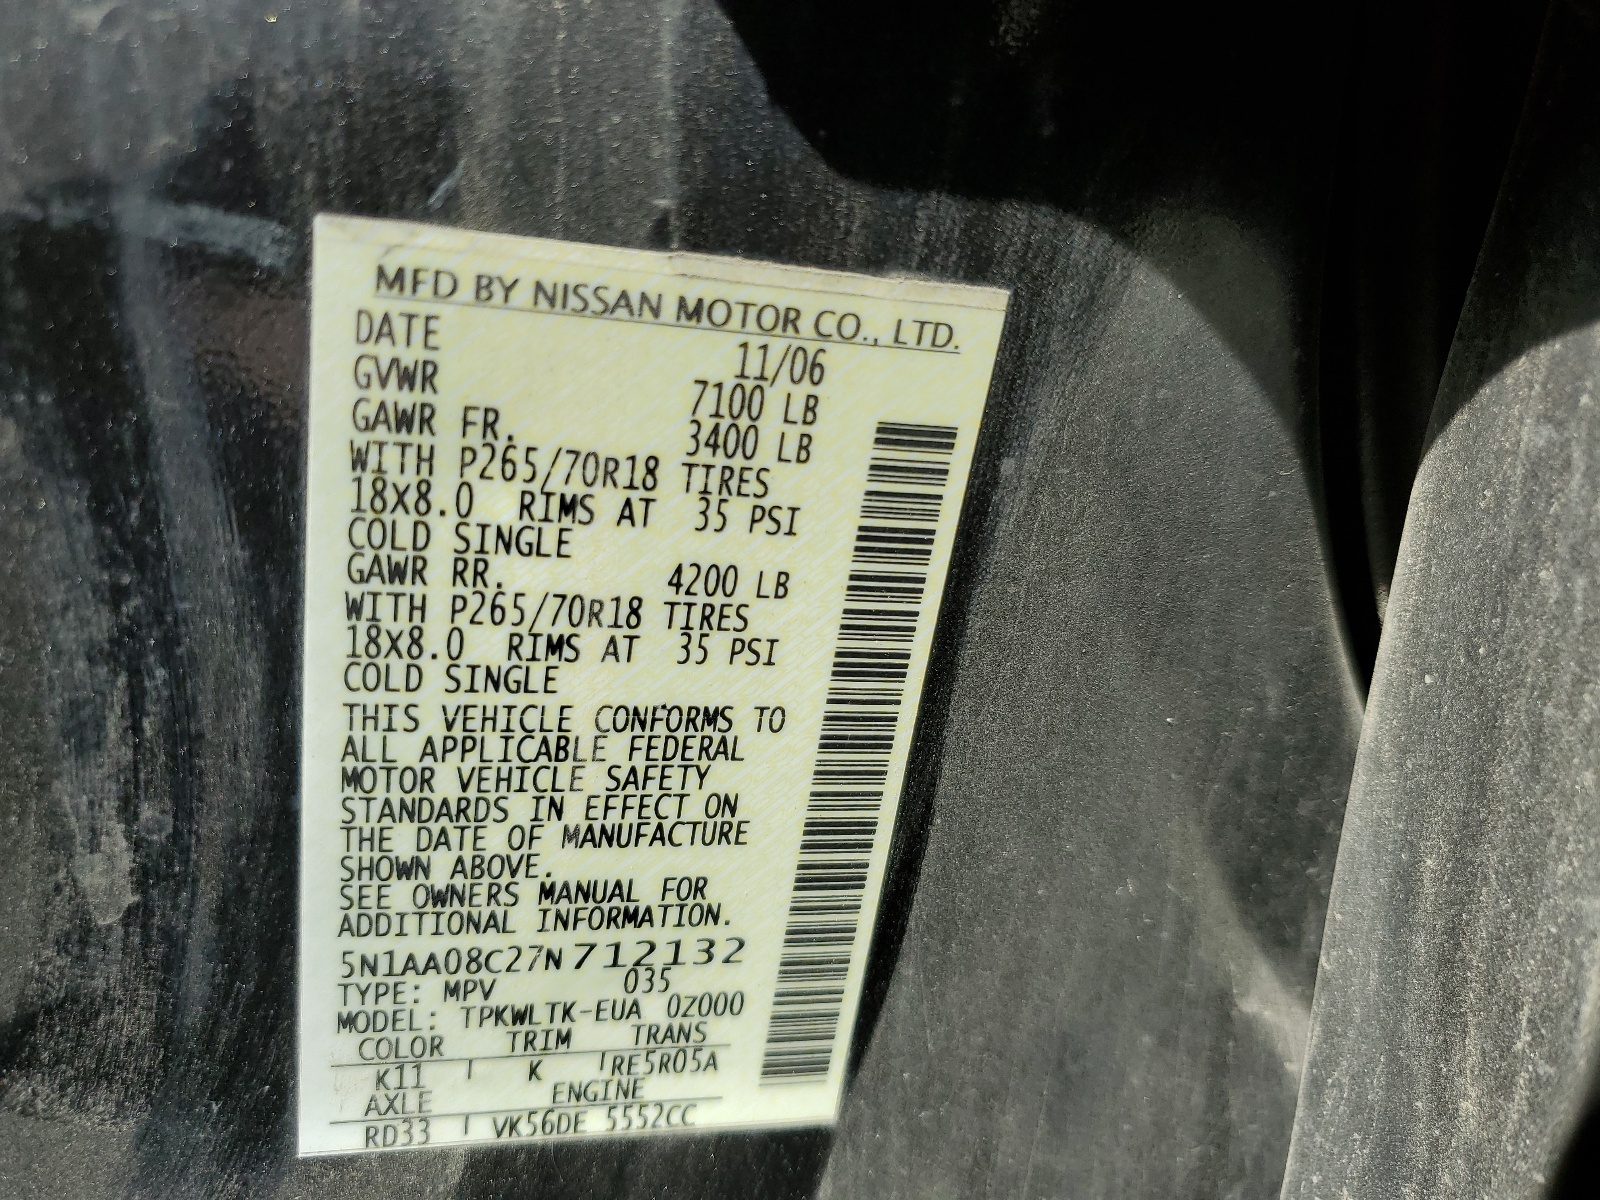 MFD BY NISSAN MOTOR CO., LTD.
DATE 11/06
GVWR 7100 LB
GAWR FR. 3400 LB
WITH P265/70R18 TIRES
18X8.0 RIMS AT 35 PSI
COLD SINGLE
GAWR RR. 4200 LB
WITH P265/70R18 TIRES
18X8.0 RIMS AT 35 PSI
COLD SINGLE
THIS VEHICLE CONFORMS TO
ALL APPLICABLE FEDERAL
MOTOR VEHICLE SAFETY
STANDARDS IN EFFECT ON
THE DATE OF MANUFACTURE
SHOWN ABOVE.
SEE OWNERS MANUAL FOR
ADDITIONAL INFORMATION.
5N1AA08C27N712132
TYPE: MPV 035
MODEL: TPKWLTK-EUA 0Z000
COLOR TRIM TRANS
K11 K RE5R05A
AXLE ENGINE
RD33 VK56DE 5552CC